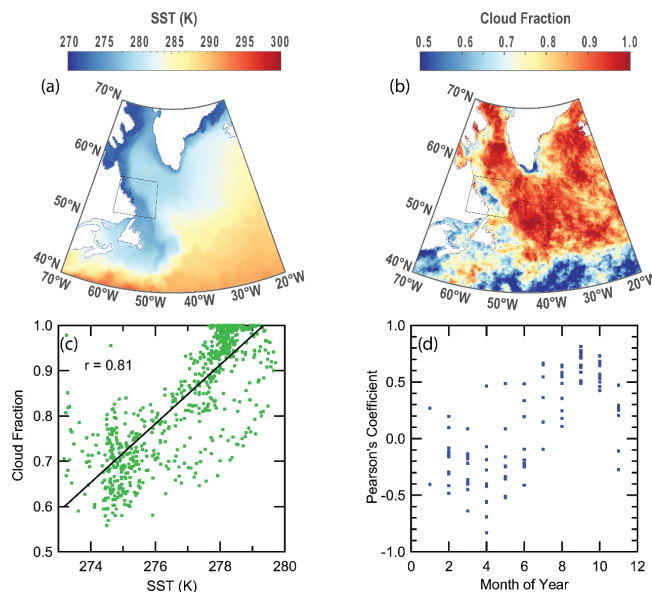 SST (K)
270 275 280 285 290 295 300
(a)
70°N
60°N
50°N
40°N
70°W
60°W
50°W
40°W
30°W
20°W
Cloud Fraction
0.5 0.6 0.7 0.8 0.9 1.0
(b)
70°N
60°N
50°N
40°N
70°W
60°W
50°W
40°W
30°W
20°W
(c)
r = 0.81
Cloud Fraction
1.0
0.9
0.8
0.7
0.6
0.5
274 276 278 280
SST (K)
(d)
Pearson's Coefficient
1.0
0.5
0.0
-0.5
-1.0
0 2 4 6 8 10 12
Month of Year